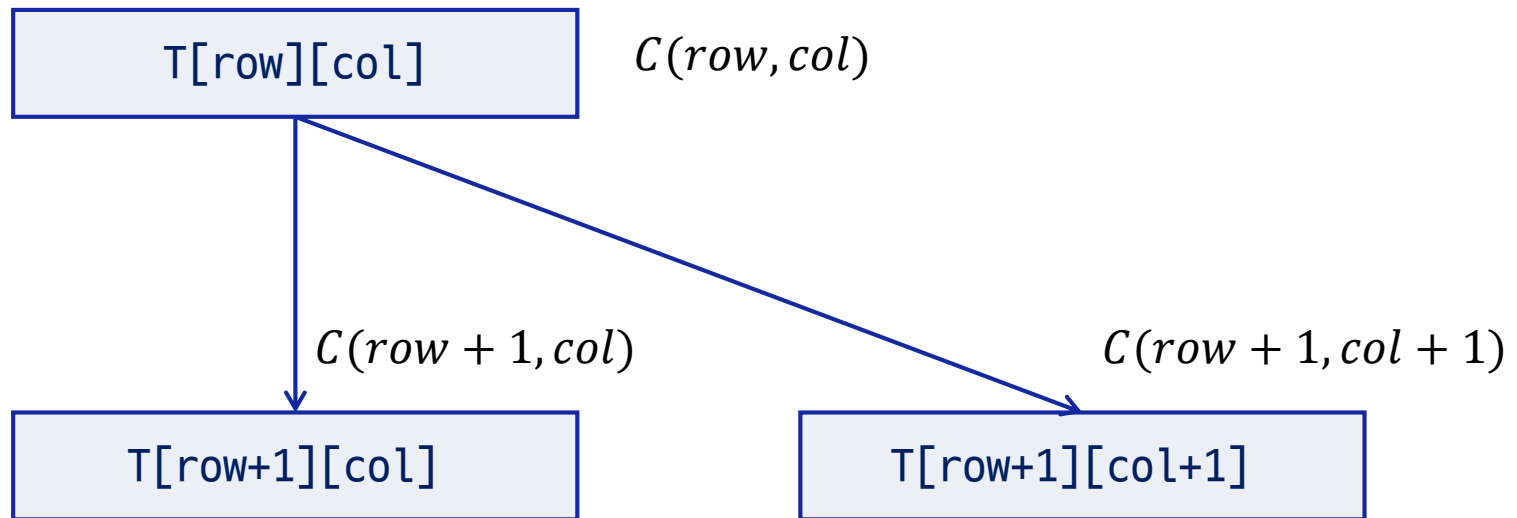 T[row][col]
C(row, col)
C(row + 1, col)
C(row + 1, col + 1)
T[row+1][col]
T[row+1][col+1]